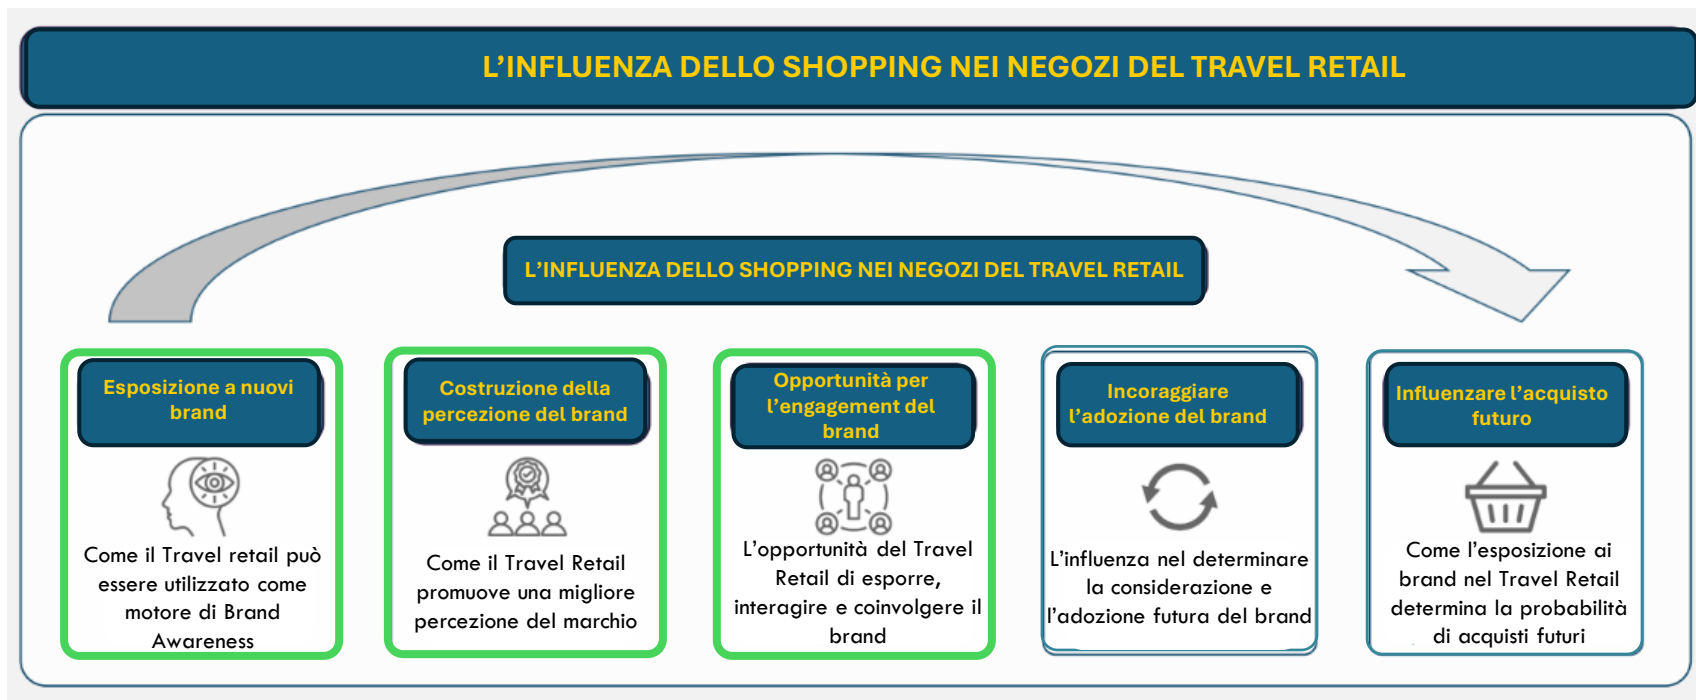 L’INFLUENZA DELLO SHOPPING NEI NEGOZI DEL TRAVEL RETAIL
L’INFLUENZA DELLO SHOPPING NEI NEGOZI DEL TRAVEL RETAIL
Esposizione a nuovi
brand
Come il Travel retail può
essere utilizzato come
motore di Brand
Awareness
Costruzione della
percezione del brand
Come il Travel Retail
promuove una migliore
percezione del marchio
Opportunità per
l’engagement del
brand
L’opportunità del Travel
Retail di esporre,
interagire e coinvolgere il
brand
Incoraggiare
l’adozione del brand
L’influenza nel determinare
la considerazione e
l’adozione futura del brand
Influenzare l’acquisto
futuro
Come l’esposizione ai
brand nel Travel Retail
determina la probabilità
di acquisti futuri